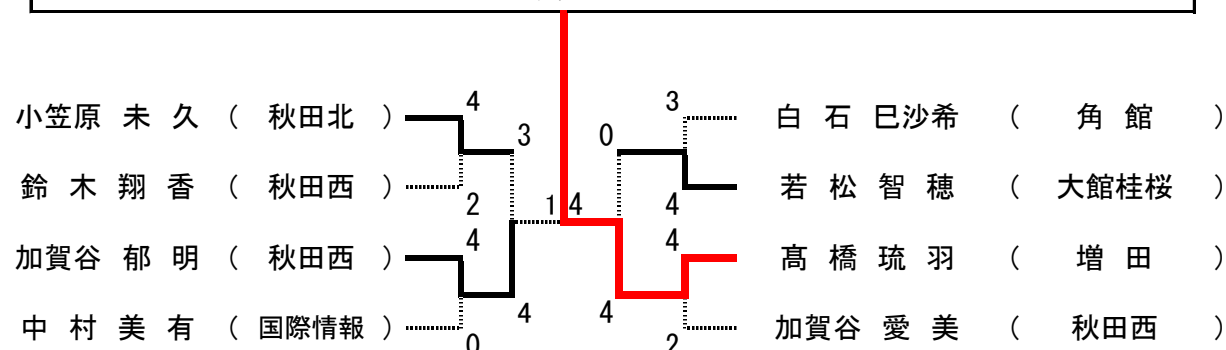 4 3
小笠原 未 久 ( 秋田北 ) 3 0 白 石 巳沙希 ( 角 館 )
鈴 木 翔 香 ( 秋田西 ) 若 松 智 穂 ( 大館桂桜 )
2 1 4 4
4 4
加賀谷 郁 明 ( 秋田西 ) 髙 橋 琉 羽 ( 増 田 )
4 4
中 村 美 有 ( 国際情報 ) 加賀谷 愛 美 ( 秋田西 )
0 2